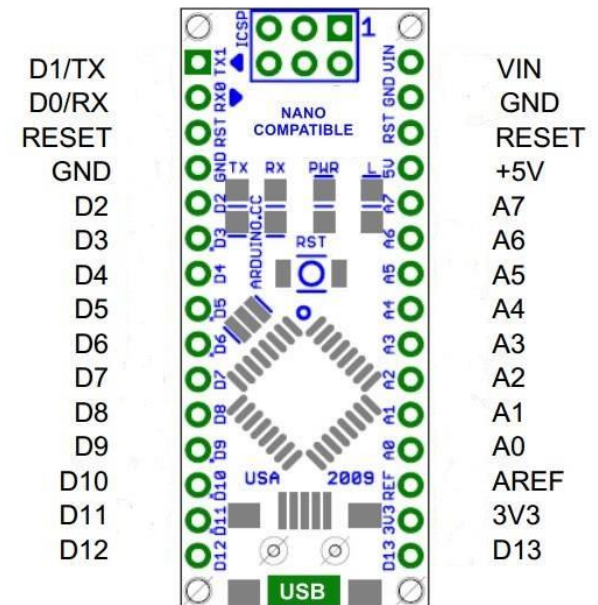 ICSP
1
D1/TX TX1 VIN VIN
D0/RX RX0 GND GND
NANO
COMPATIBLE
RESET RST RST RESET
GND GND 5V +5V
TX RX PWR L
D2 D2 A7 A7
D3 D3 A6 A6
ARDUINO.CC
RST
D4 D4 A5 A5
D5 D5 A4 A4
D6 D6 A3 A3
D7 D7 A2 A2
D8 D8 A1 A1
D9 D9 A0 A0
D10 D10 USA 2009 REF AREF
D11 D11 3V3 3V3
D12 D12 D13 D13
USB